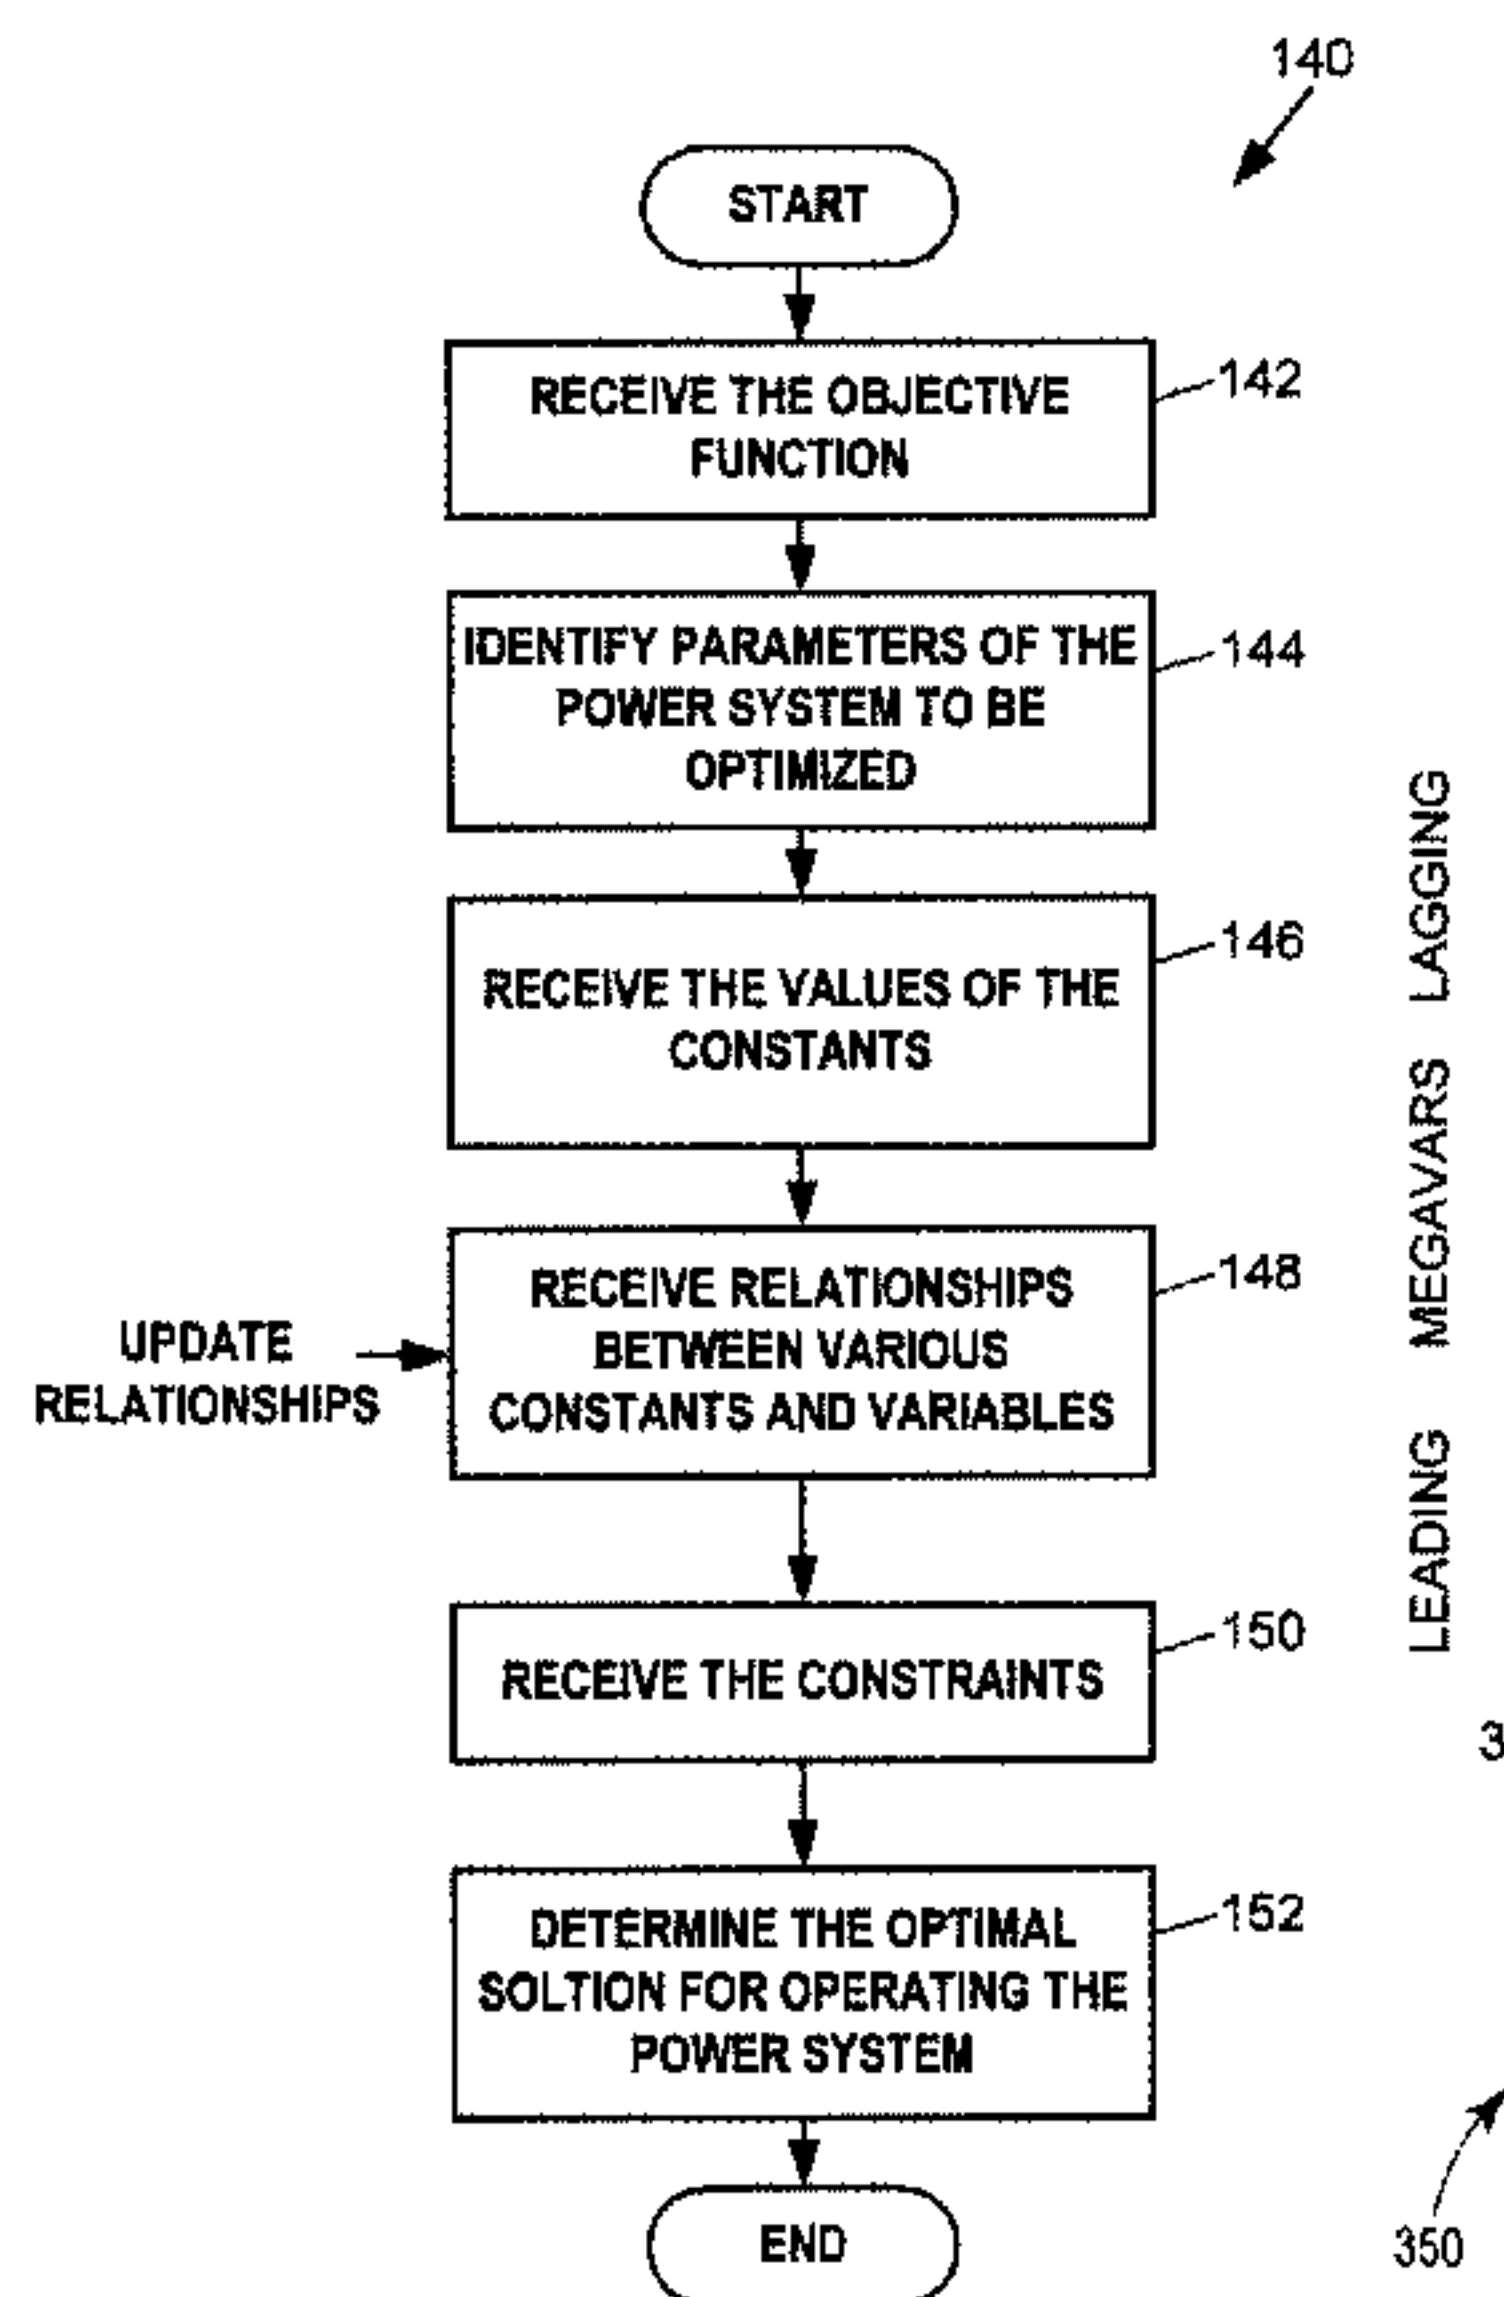 140
START
RECEIVE THE OBJECTIVE
FUNCTION
142
IDENTIFY PARAMETERS OF THE
POWER SYSTEM TO BE
OPTIMIZED
144
RECEIVE THE VALUES OF THE
CONSTANTS
146
RECEIVE RELATIONSHIPS
BETWEEN VARIOUS
CONSTANTS AND VARIABLES
148
UPDATE
RELATIONSHIPS
RECEIVE THE CONSTRAINTS
150
DETERMINE THE OPTIMAL
SOLTION FOR OPERATING THE
POWER SYSTEM
152
END
LEADING MEGAVARS LAGGING
350